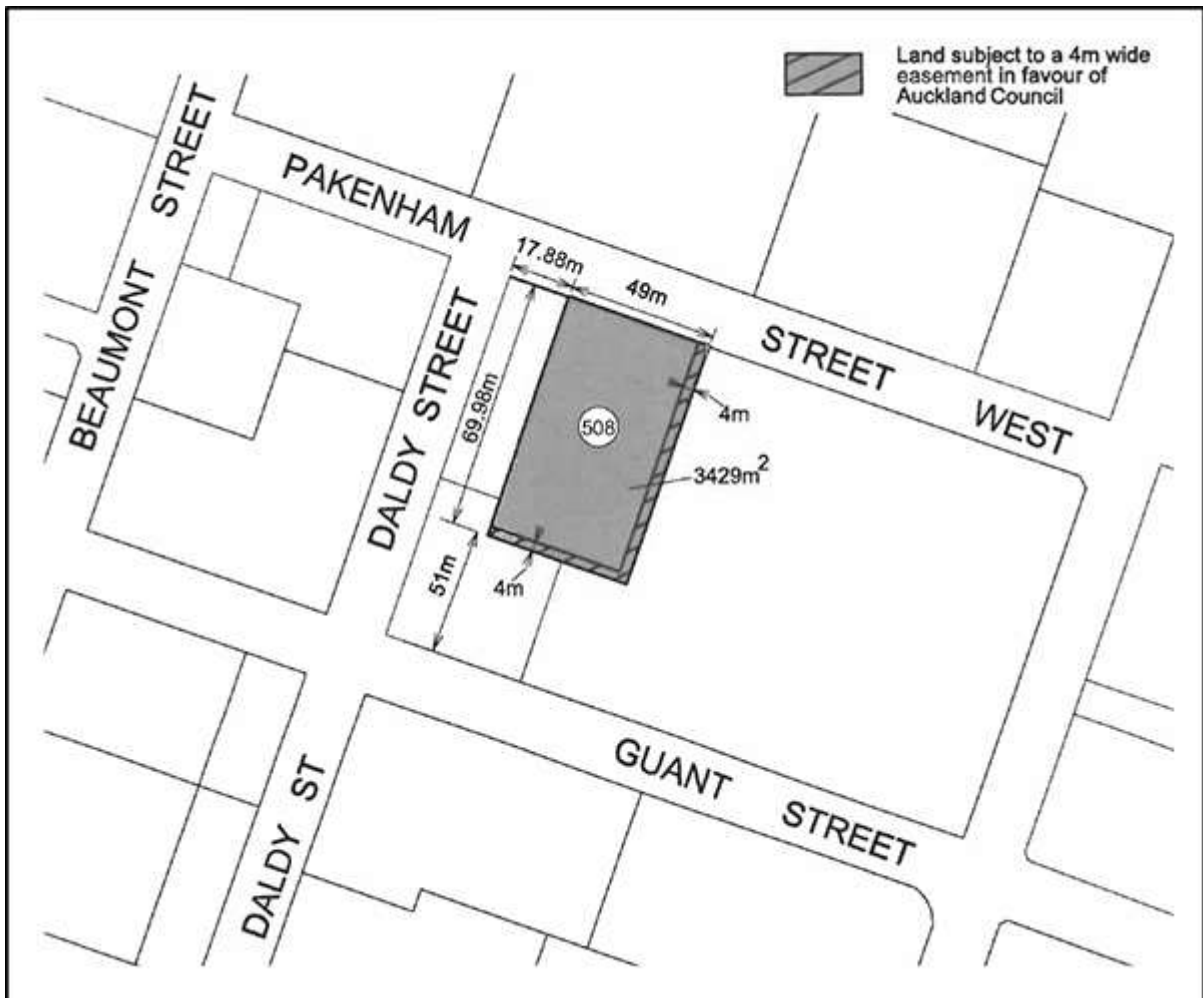 Land subject to a 4m wide
easement in favour of
Auckland Council
STREET
BEAUMONT
PAKENHAM
STREET
WEST
17.88m
49m
DALDY STREET
69.98m
508
4m
3429m²
51m
4m
GUANT STREET
DALDY ST